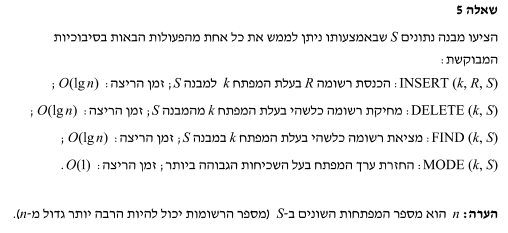 שאלה 5
הציעו מבנה נתונים S שבאמצעותו ניתן לממש את כל אחת מהפעולות הבאות בסיבוכיות
המבוקשת:
INSERT (k, R, S) : הכנסת רשומה R בעלת המפתח k למבנה S; זמן הריצה: O(lg n) ;
DELETE (k, S) : מחיקת רשומה כלשהי בעלת המפתח k מהמבנה S; זמן הריצה: O(lg n) ;
FIND (k, S) : מציאת רשומה כלשהי בעלת המפתח k במבנה S; זמן הריצה: O(lg n) ;
MODE (k, S) : החזרת ערך המפתח בעל השכיחות הגבוהה ביותר; זמן הריצה: O(1) .
הערה: n הוא מספר המפתחות השונים ב-S (מספר הרשומות יכול להיות הרבה יותר גדול מ-n).